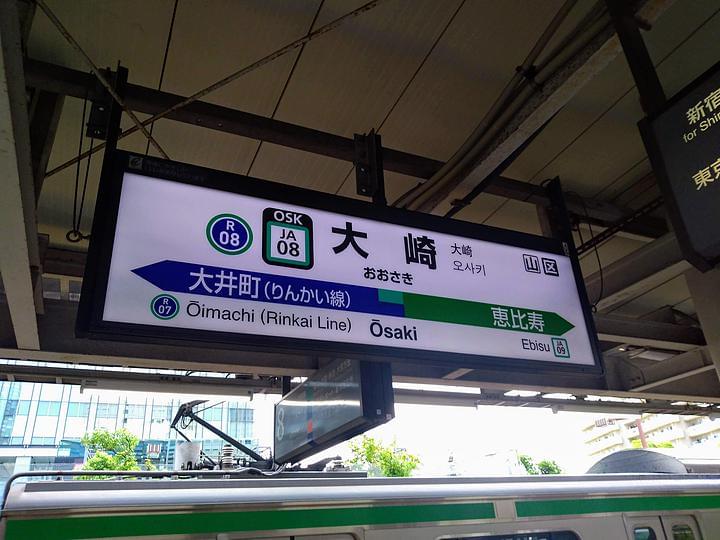 R
08
OSK
JA
08
大崎
おおさき
大崎
오사키
山 区
大井町(りんかい線)
恵比寿
R
07
Ōimachi (Rinkai Line)
Ōsaki
Ebisu
JA
09
新宿
for Shin
東京
8